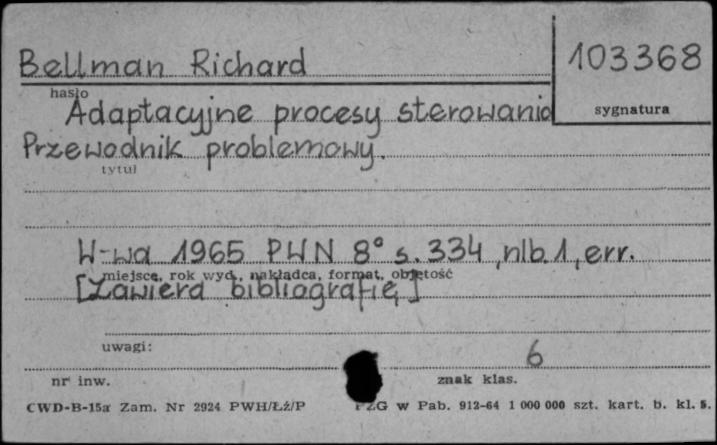 Bellman Richard
103368
hasło
sygnatura
Adaptacyjne procesy sterowania
Przewodnik problemowy.
tytuł
W-wa 1965 PWN 8° s. 334, nlb. 1, err.
miejsce, rok wyd., nakładca, format, objętość
[Zawiera bibliografię]
uwagi:
6
nr inw.
znak klas.
CWD-B-15a Zam. Nr 2924 PWH/Łź/P
PZG w Pab. 912-64 1 000 000 szt. kart. b. kl. 5.